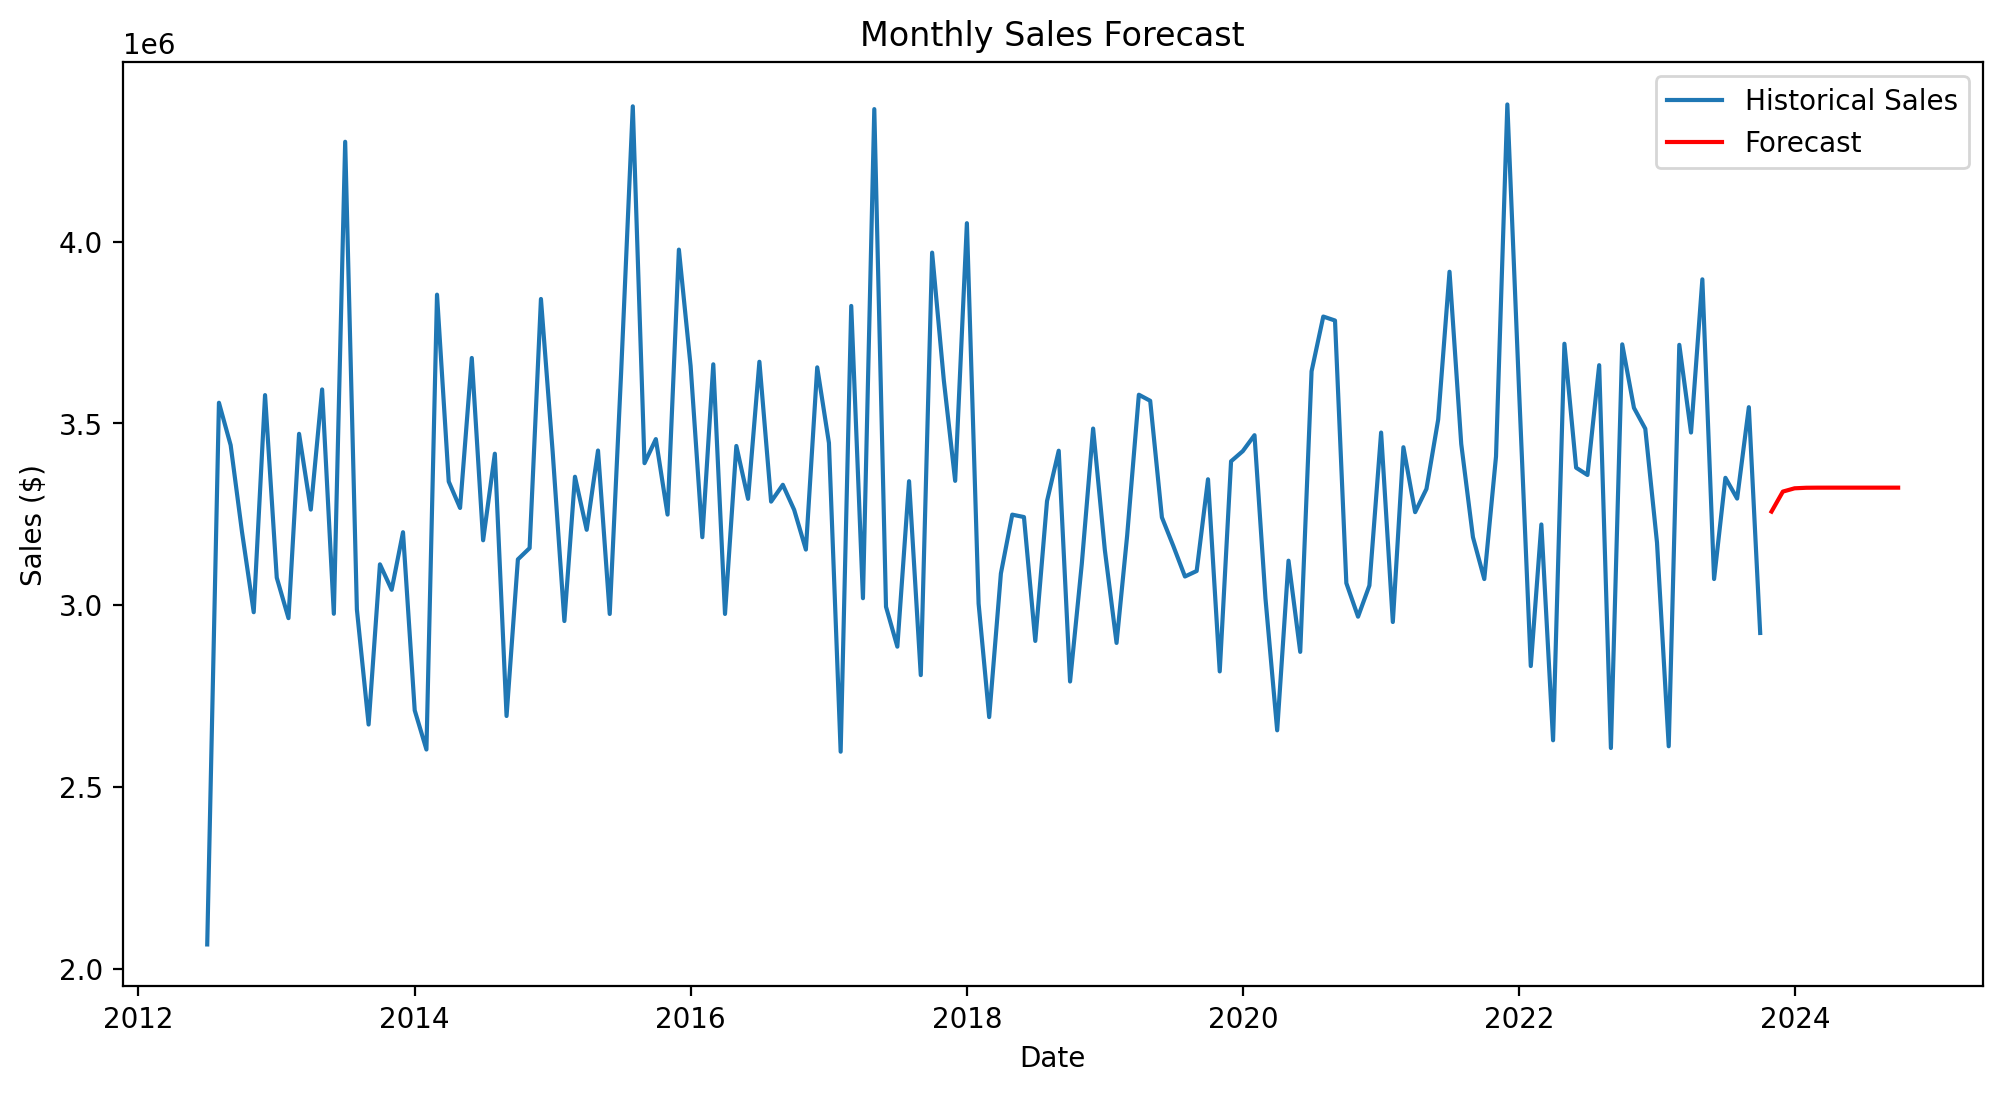 Monthly Sales Forecast
1e6
Historical Sales
Forecast
4.0
3.5
3.0
2.5
2.0
Sales ($)
2012 2014 2016 2018 2020 2022 2024
Date